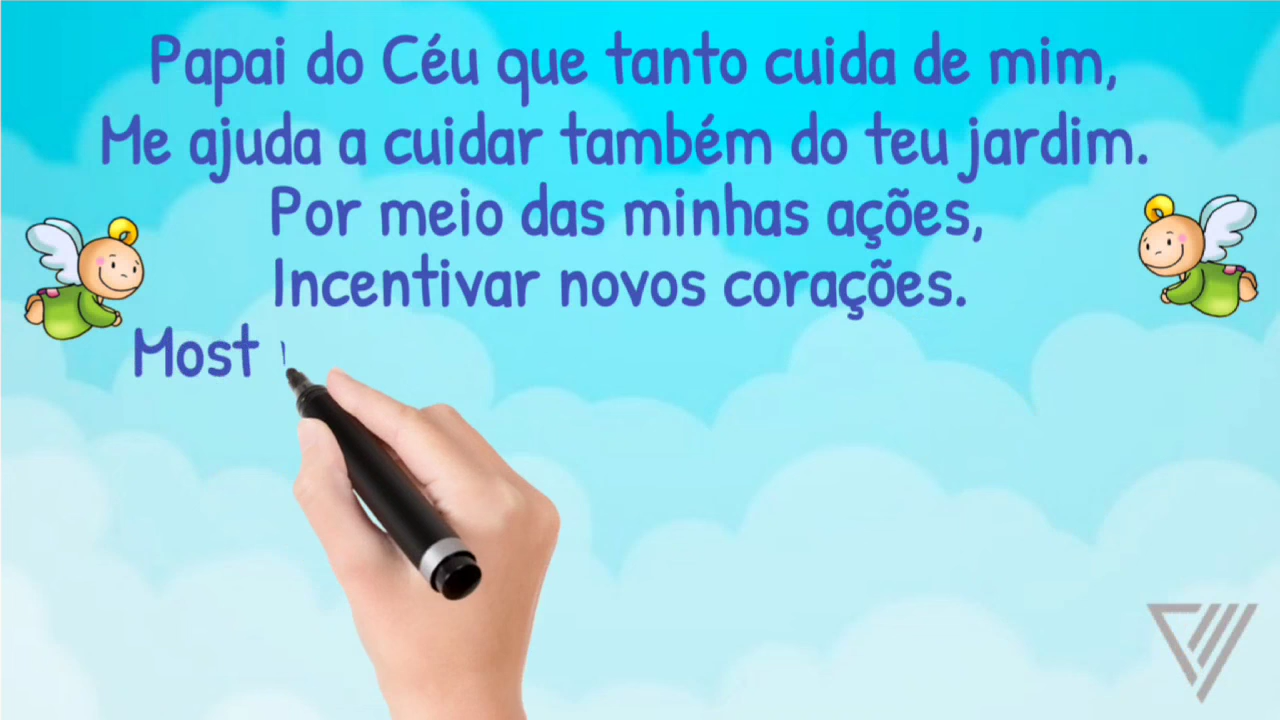 Papai do Céu que tanto cuida de mim,
Me ajuda a cuidar também do teu jardim.
Por meio das minhas ações,
Incentivar novos corações.
Most